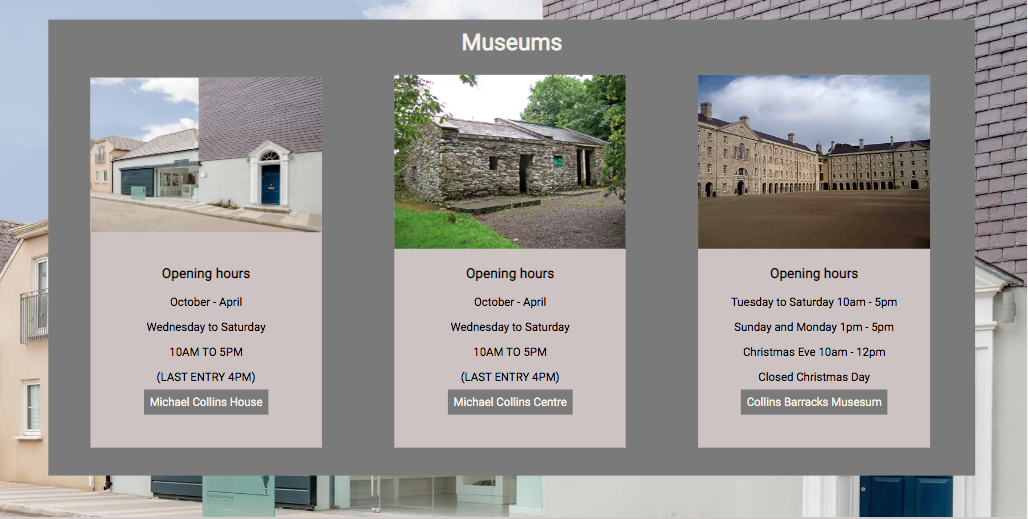 Museums
Opening hours
October - April
Wednesday to Saturday
10AM TO 5PM
(LAST ENTRY 4PM)
Michael Collins House
Opening hours
October - April
Wednesday to Saturday
10AM TO 5PM
(LAST ENTRY 4PM)
Michael Collins Centre
Opening hours
Tuesday to Saturday 10am - 5pm
Sunday and Monday 1pm - 5pm
Christmas Eve 10am - 12pm
Closed Christmas Day
Collins Barracks Musesum